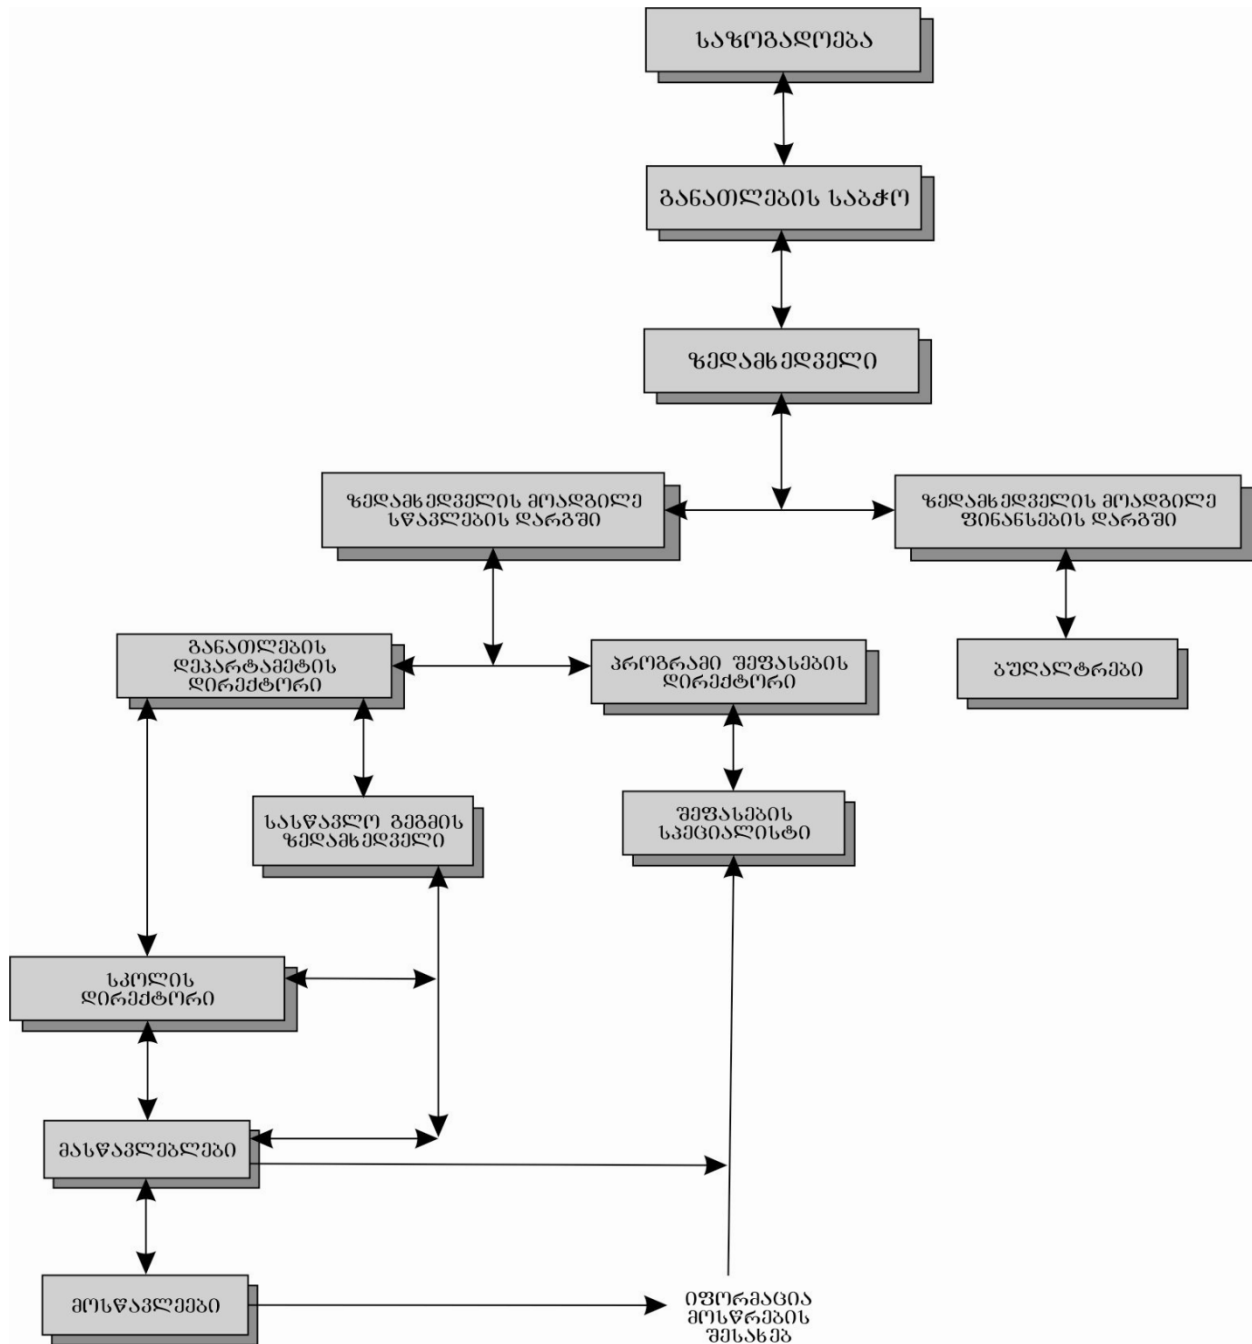 საზოგადოება
განათლების საბჭო
ზედამხედველი
ზედამხედველის მოადგილე
სწავლების დარგში
ზედამხედველის მოადგილე
ფინანსების დარგში
განათლების
დეპარტამეტის
დირექტორი
პროგრამი შეფასების
დირექტორი
ბუღალტრები
სასწავლო გეგმის
ზედამხედველი
შეფასების
სპეციალისტი
სკოლის
დირექტორი
მასწავლებლები
მოსწავლეები
იფორმაცია
მოსწრების
შესახებ